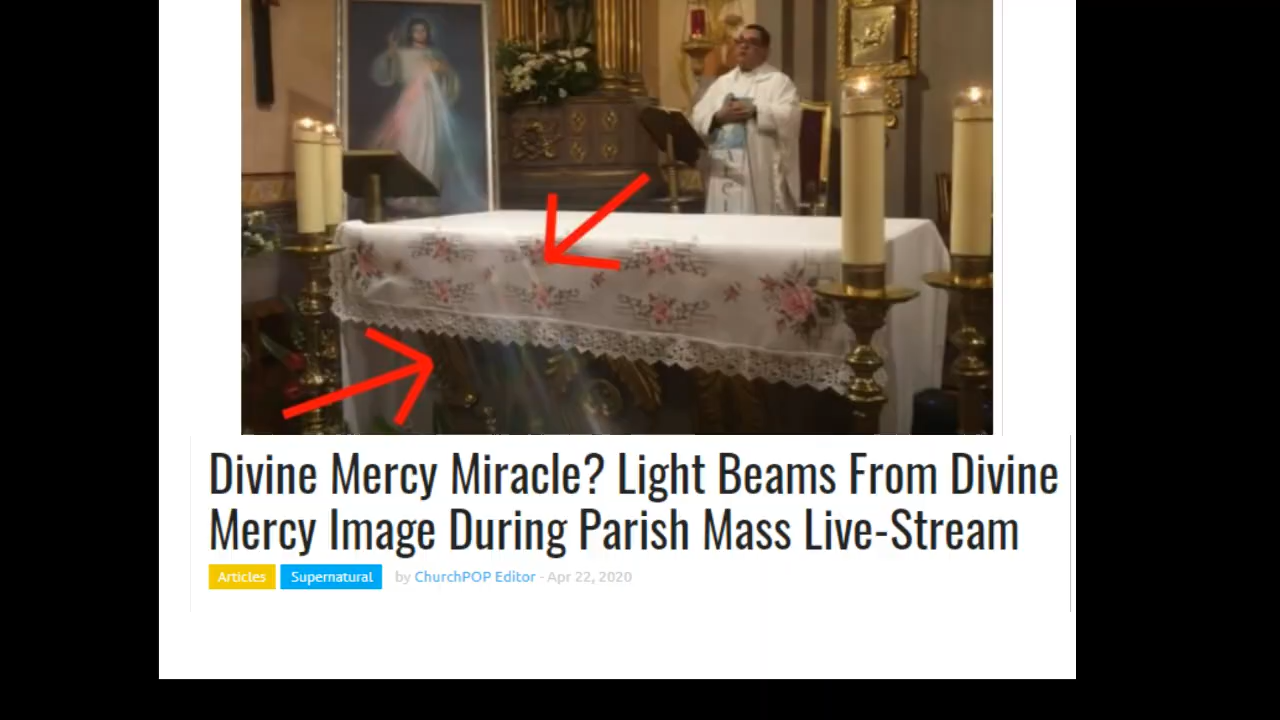 Divine Mercy Miracle? Light Beams From Divine
Mercy Image During Parish Mass Live-Stream
Articles Supernatural by ChurchPOP Editor - Apr 22, 2020